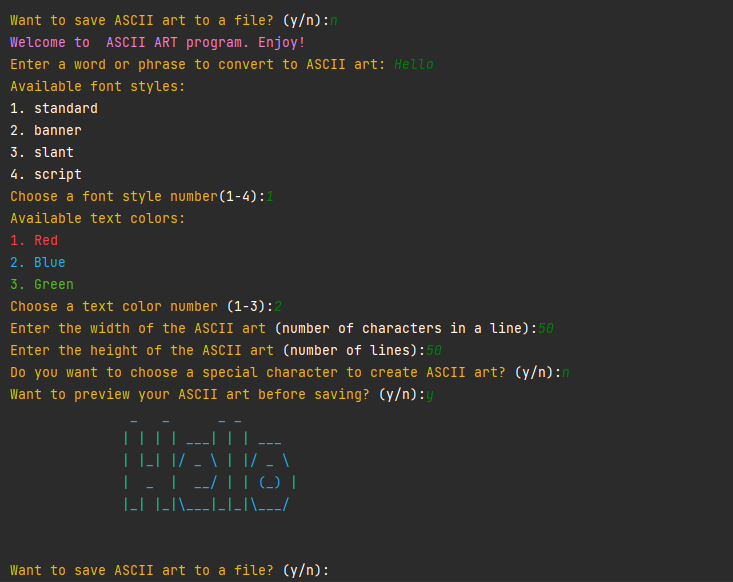 Want to save ASCII art to a file? (y/n):n
Welcome to  ASCII ART program. Enjoy!
Enter a word or phrase to convert to ASCII art: Hello
Available font styles:
1. standard
2. banner
3. slant
4. script
Choose a font style number(1-4):1
Available text colors:
1. Red
2. Blue
3. Green
Choose a text color number (1-3):2
Enter the width of the ASCII art (number of characters in a line):50
Enter the height of the ASCII art (number of lines):50
Do you want to choose a special character to create ASCII art? (y/n):n
Want to preview your ASCII art before saving? (y/n):y
               _   _      _ _
              | | | | ___| | | ___
              | |_| |/ _ \ | |/ _ \
              |  _  |  __/ | | (_) |
              |_| |_|\___|_|_|\___/
Want to save ASCII art to a file? (y/n):